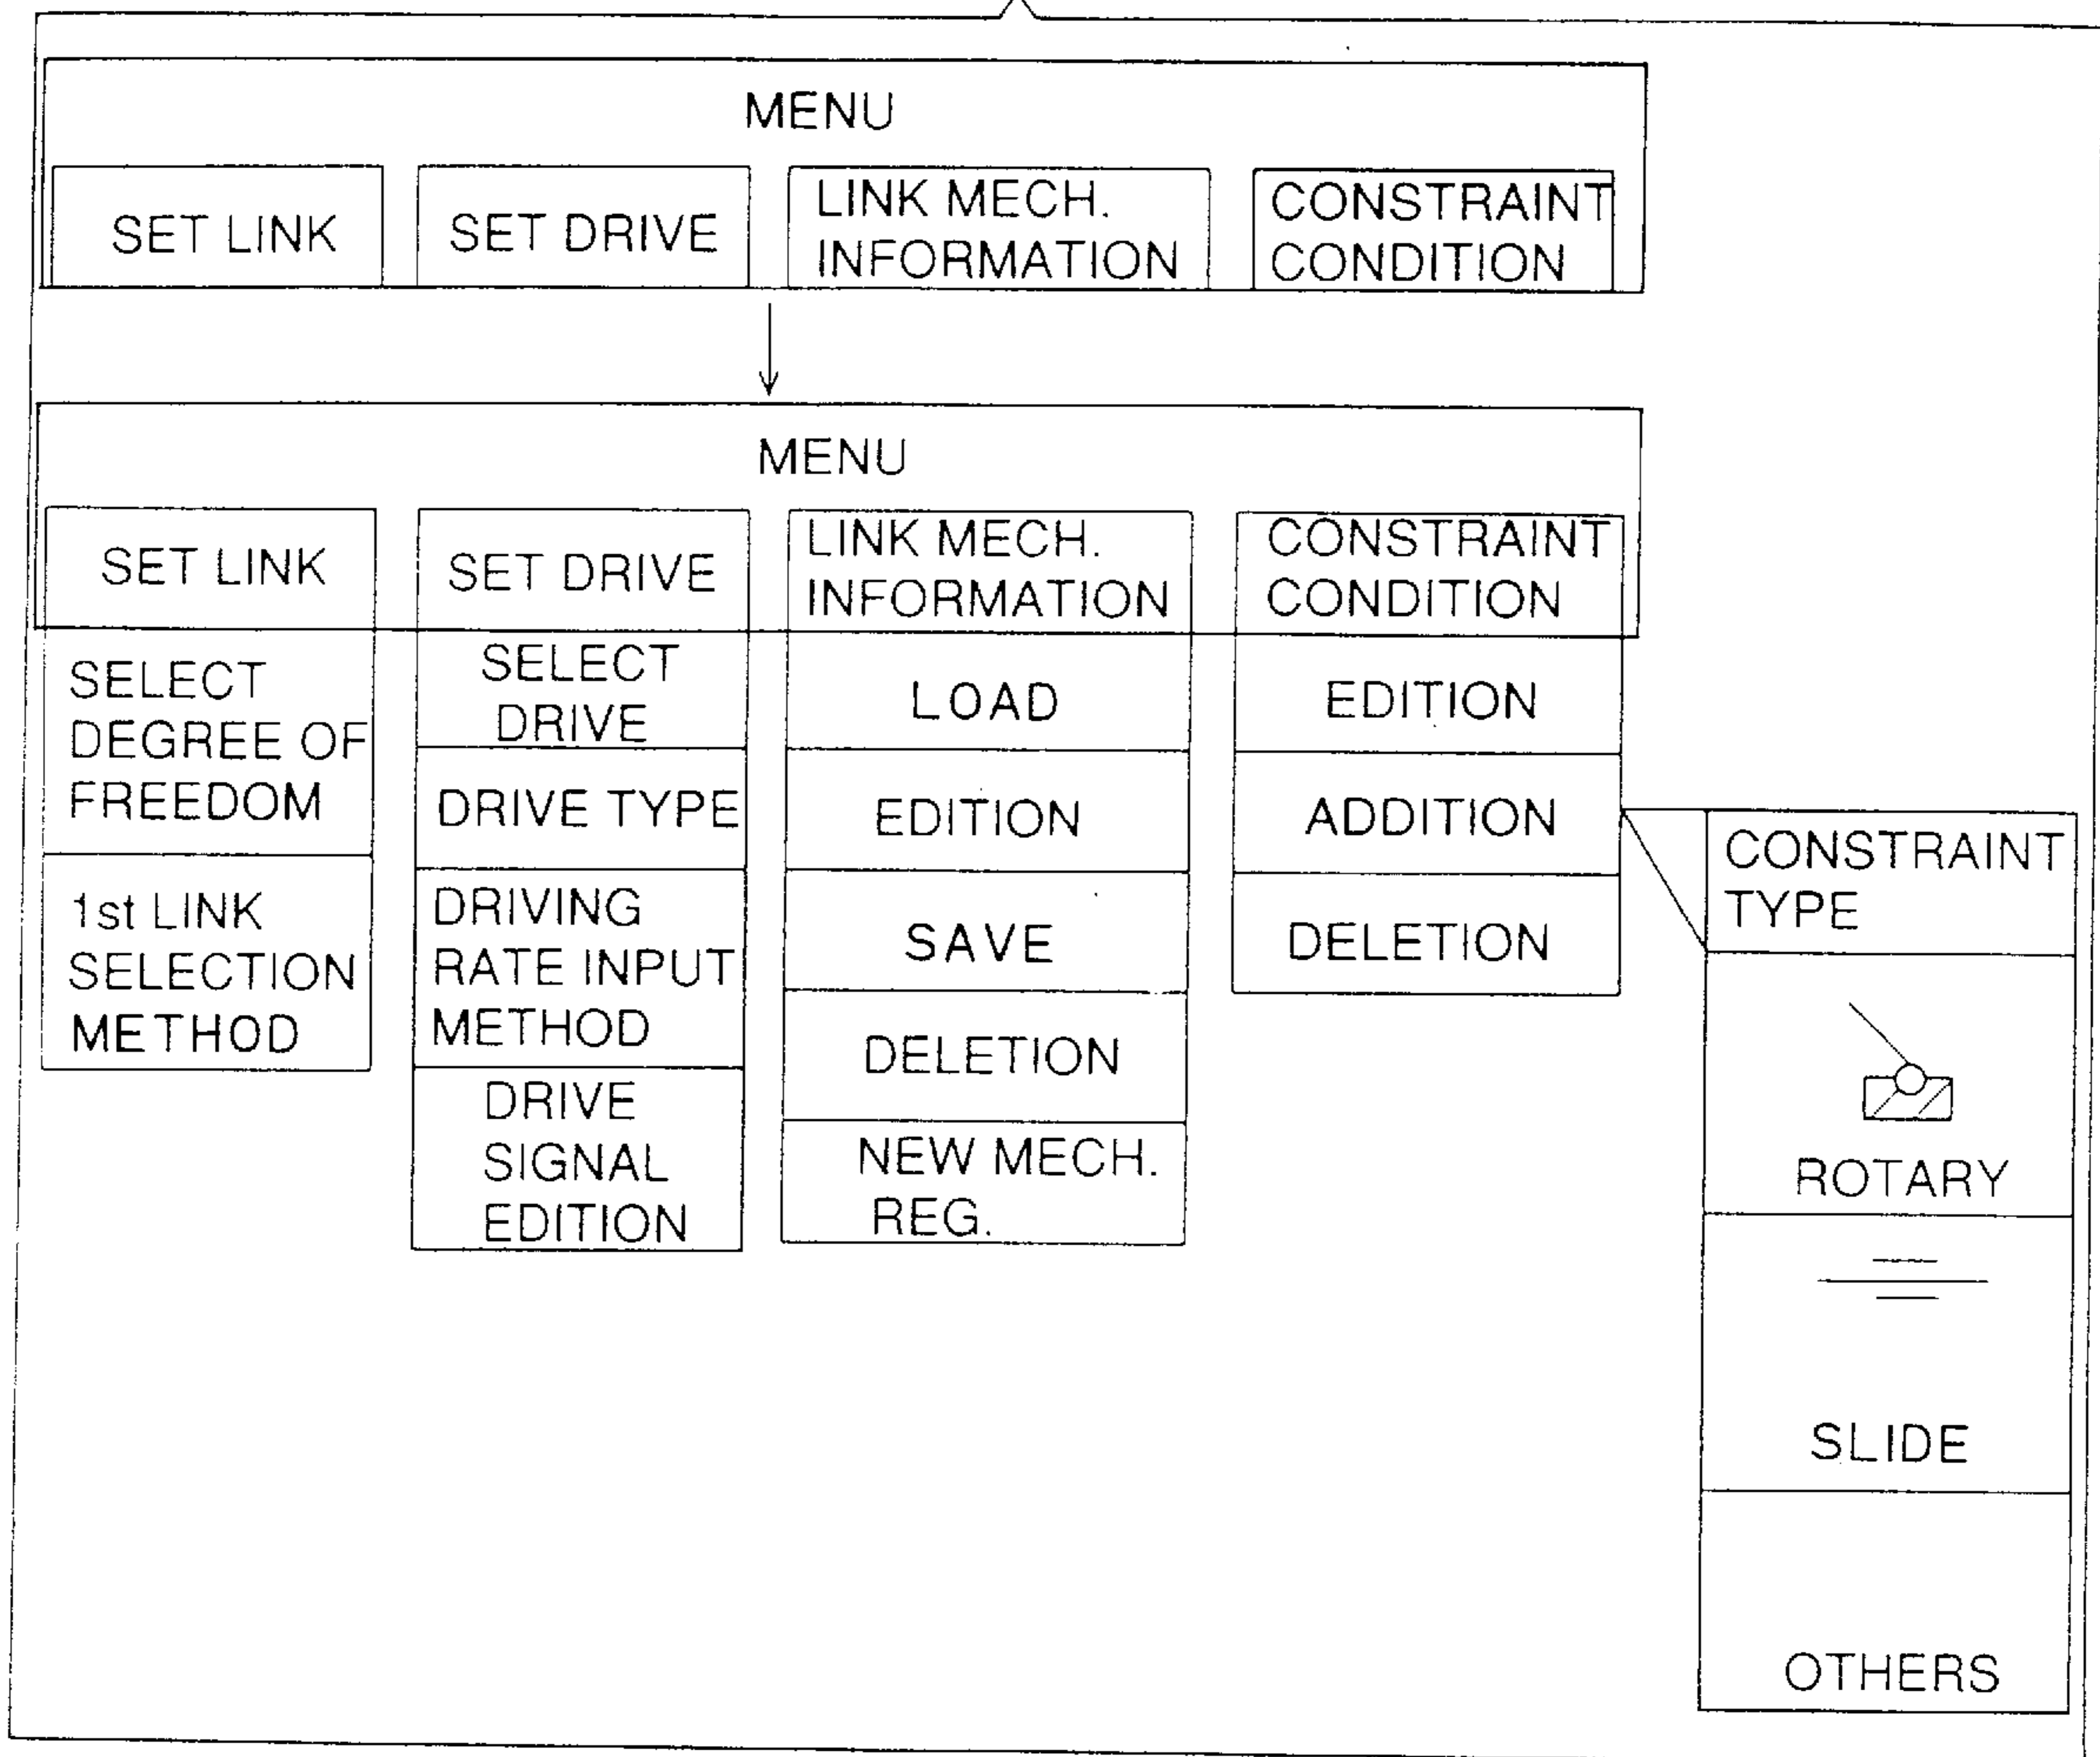 MENU
SET LINK
SET DRIVE
LINK MECH.
INFORMATION
CONSTRAINT
CONDITION
MENU
SET LINK
SET DRIVE
LINK MECH.
INFORMATION
CONSTRAINT
CONDITION
SELECT
DEGREE OF
FREEDOM
1st LINK
SELECTION
METHOD
SELECT
DRIVE
DRIVE TYPE
DRIVING
RATE INPUT
METHOD
DRIVE
SIGNAL
EDITION
LOAD
EDITION
SAVE
DELETION
NEW MECH.
REG.
EDITION
ADDITION
DELETION
CONSTRAINT
TYPE
ROTARY
SLIDE
OTHERS